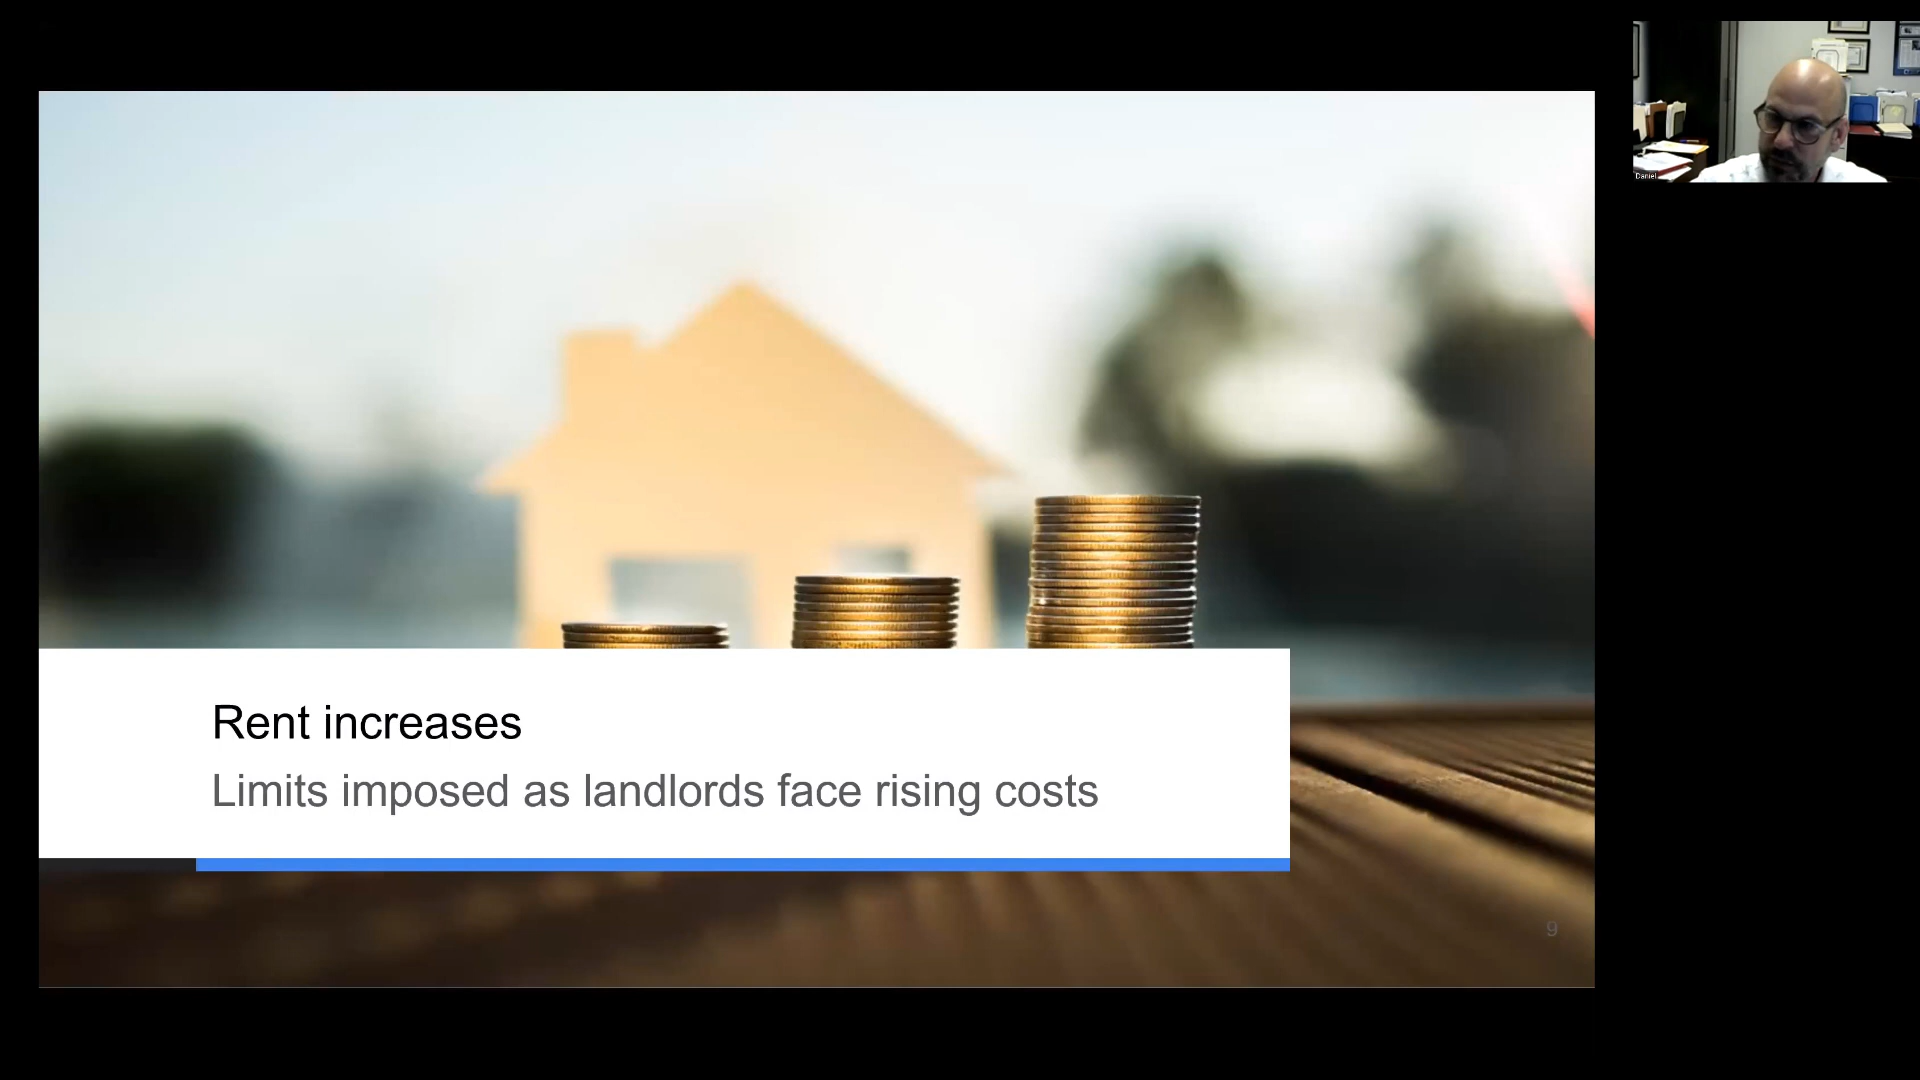 Daniel
Rent increases
Limits imposed as landlords face rising costs
9